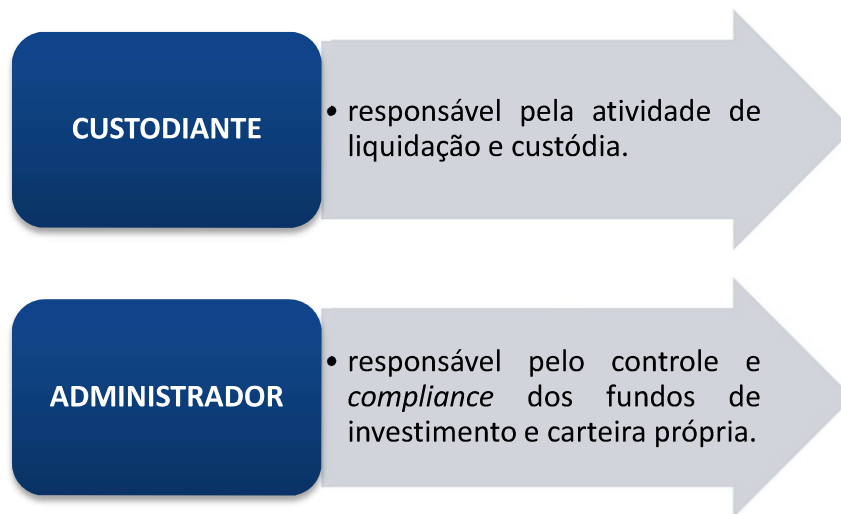 CUSTODIANTE
• responsável pela atividade de
liquidação e custódia.
ADMINISTRADOR
• responsável pelo controle e
compliance dos fundos de
investimento e carteira própria.